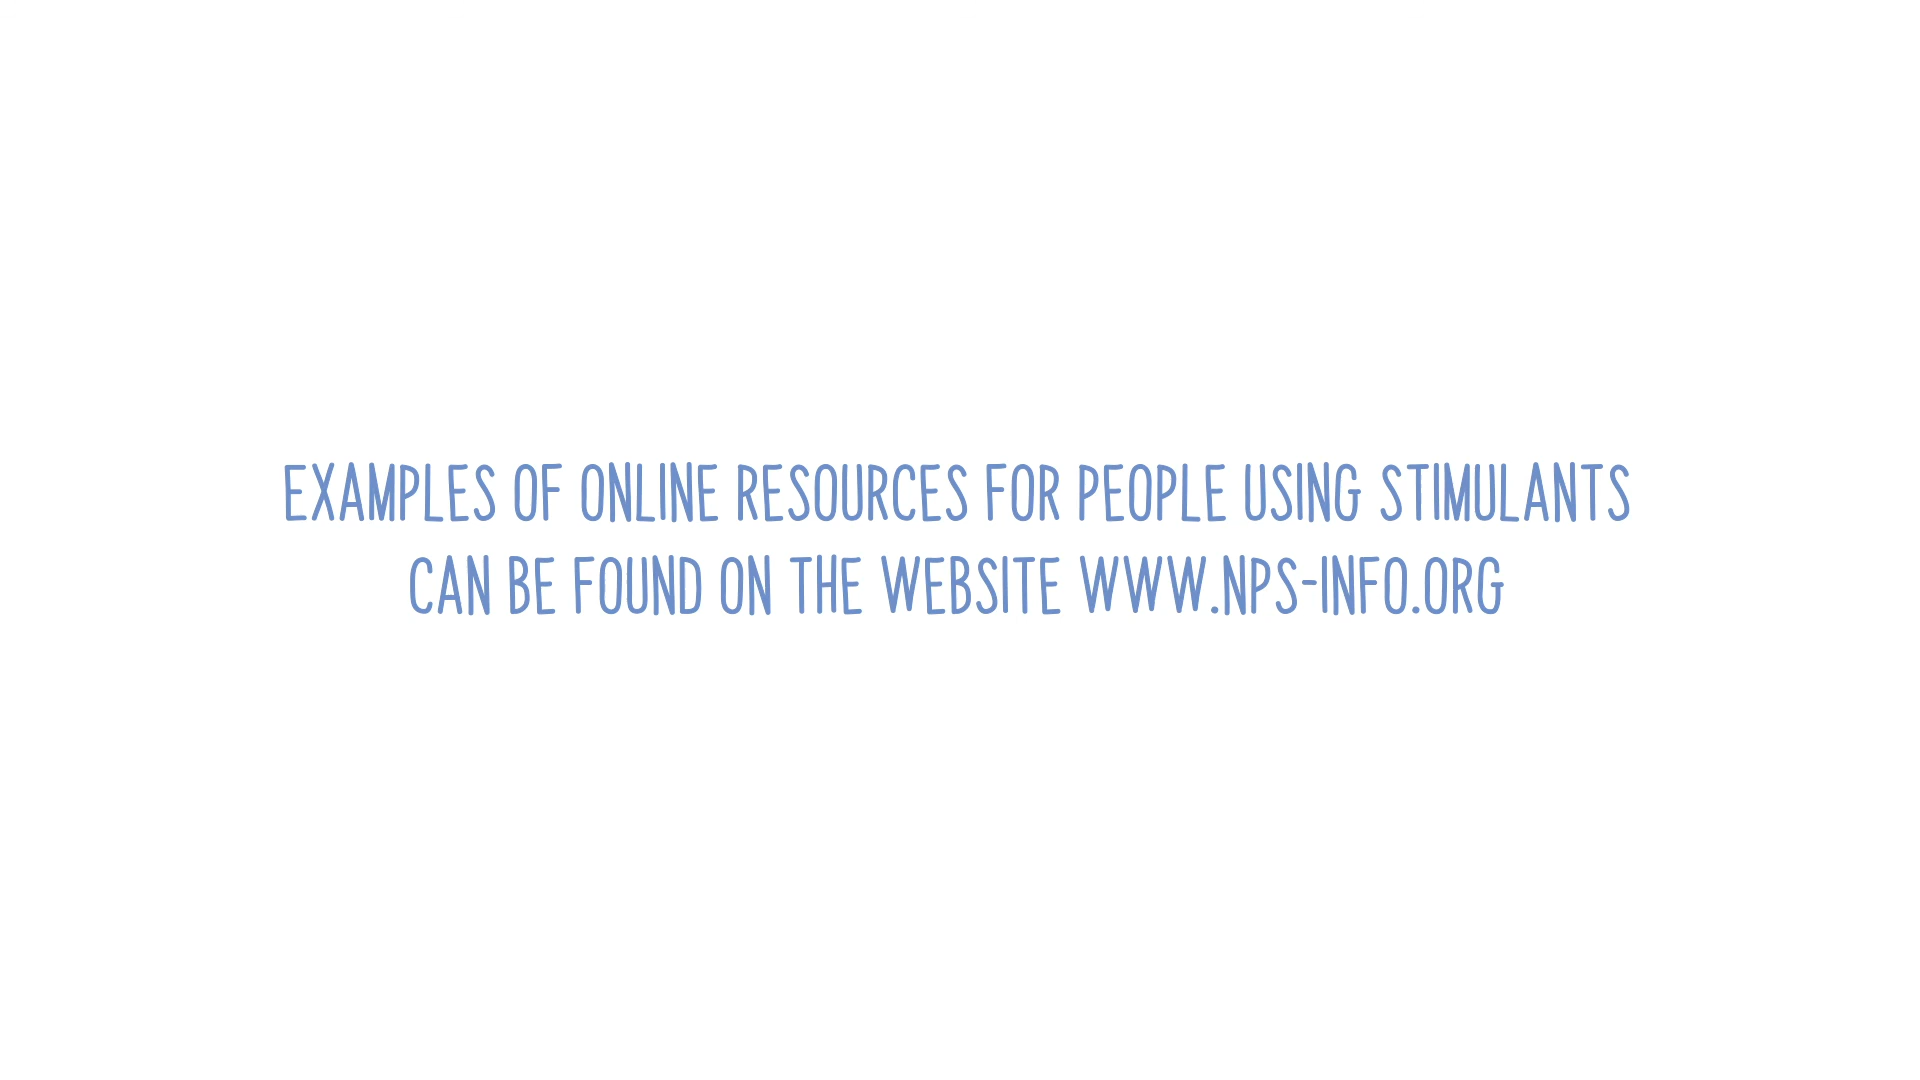 EXAMPLES OF ONLINE RESOURCES FOR PEOPLE USING STIMULANTS
CAN BE FOUND ON THE WEBSITE WWW.NPS-INFO.ORG